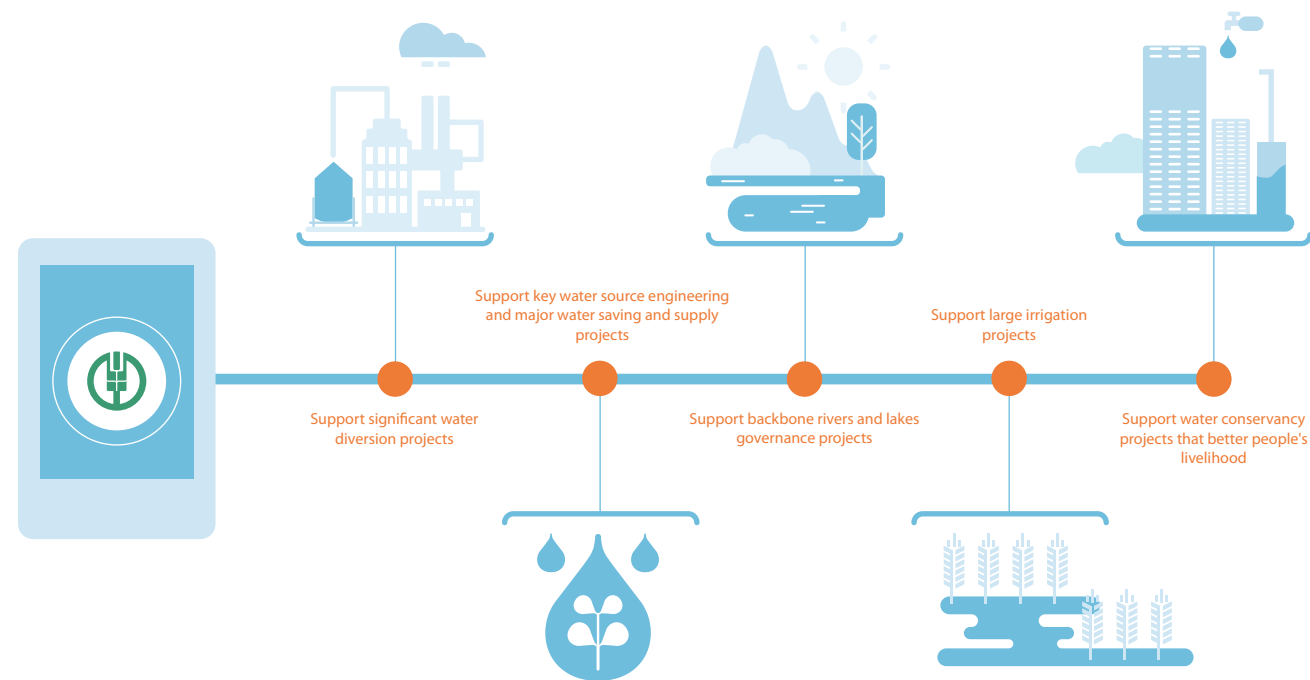 Support significant water
diversion projects
Support key water source engineering
and major water saving and supply
projects
Support backbone rivers and lakes
governance projects
Support large irrigation
projects
Support water conservancy
projects that better people's
livelihood